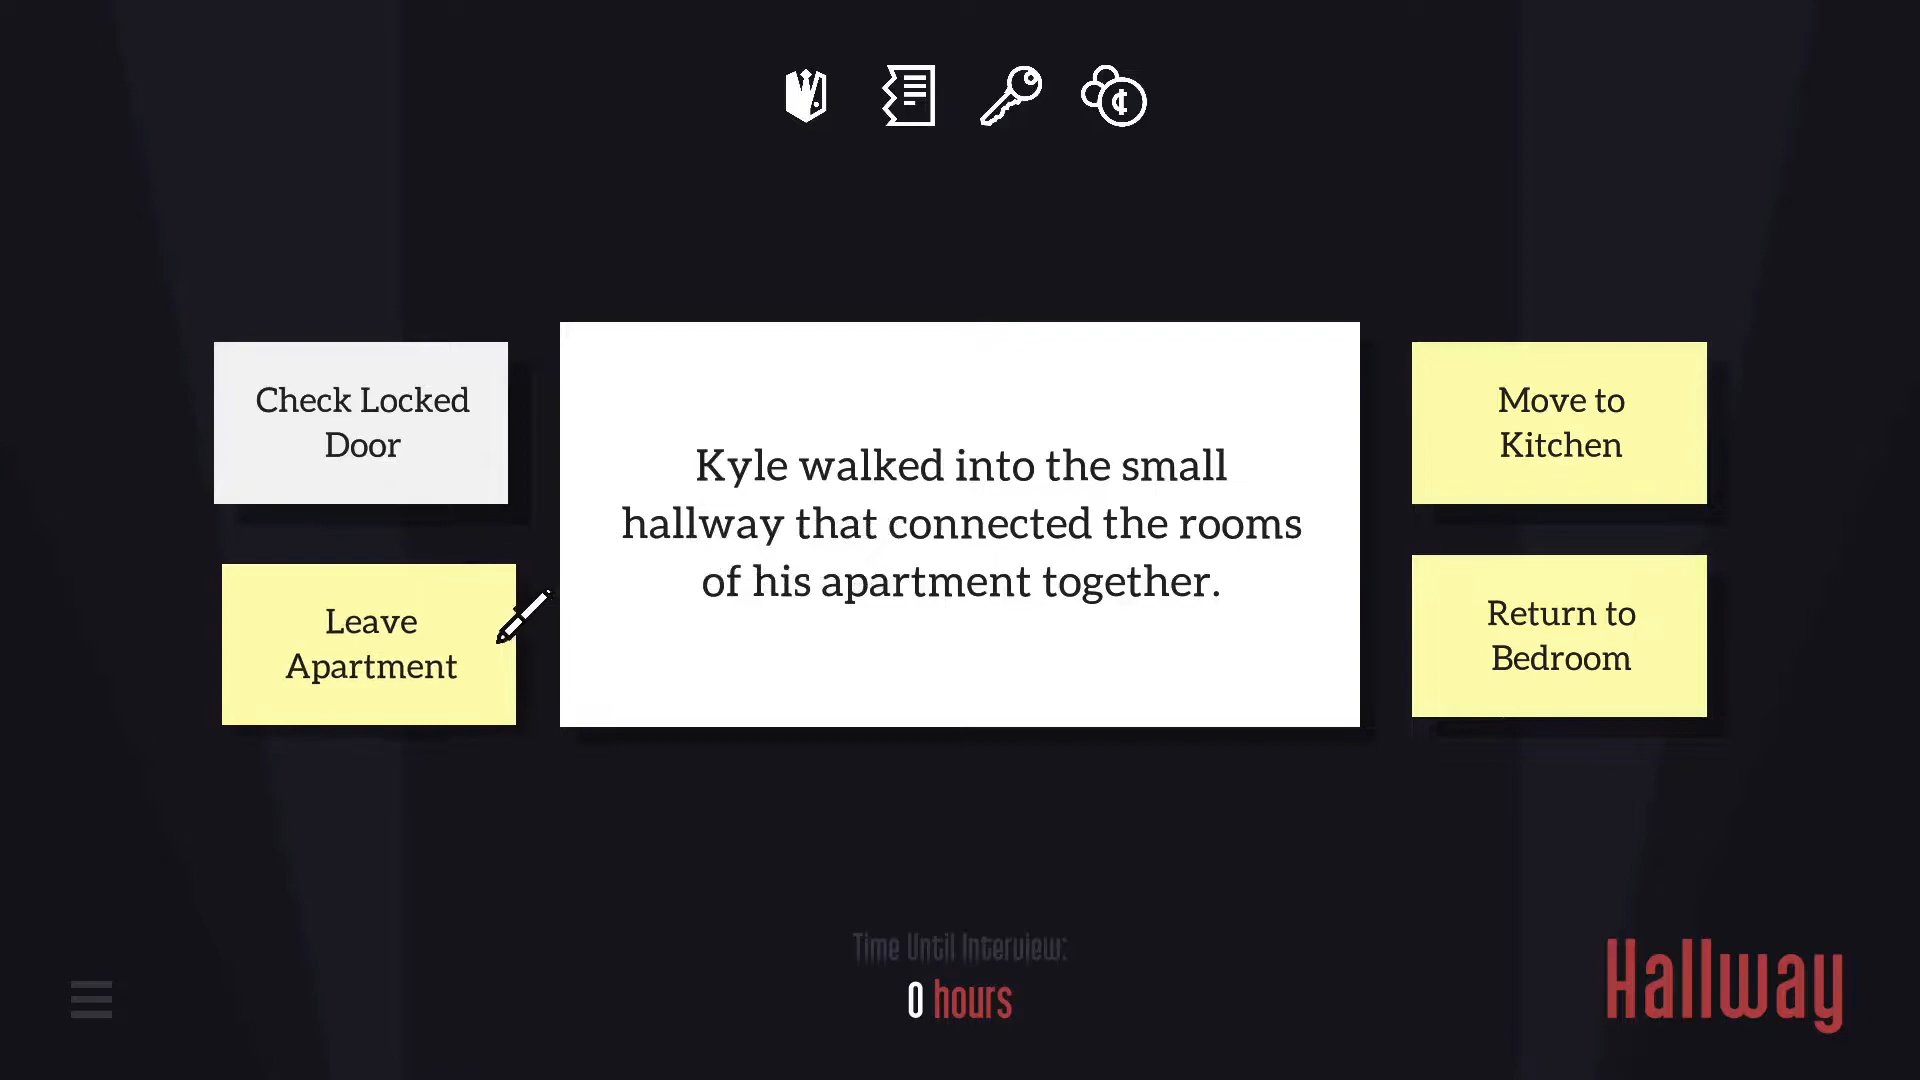 Check Locked
Door
Leave
Apartment
Kyle walked into the small
hallway that connected the rooms
of his apartment together.
Move to
Kitchen
Return to
Bedroom
Time Until Interview:
0 hours
Hallway